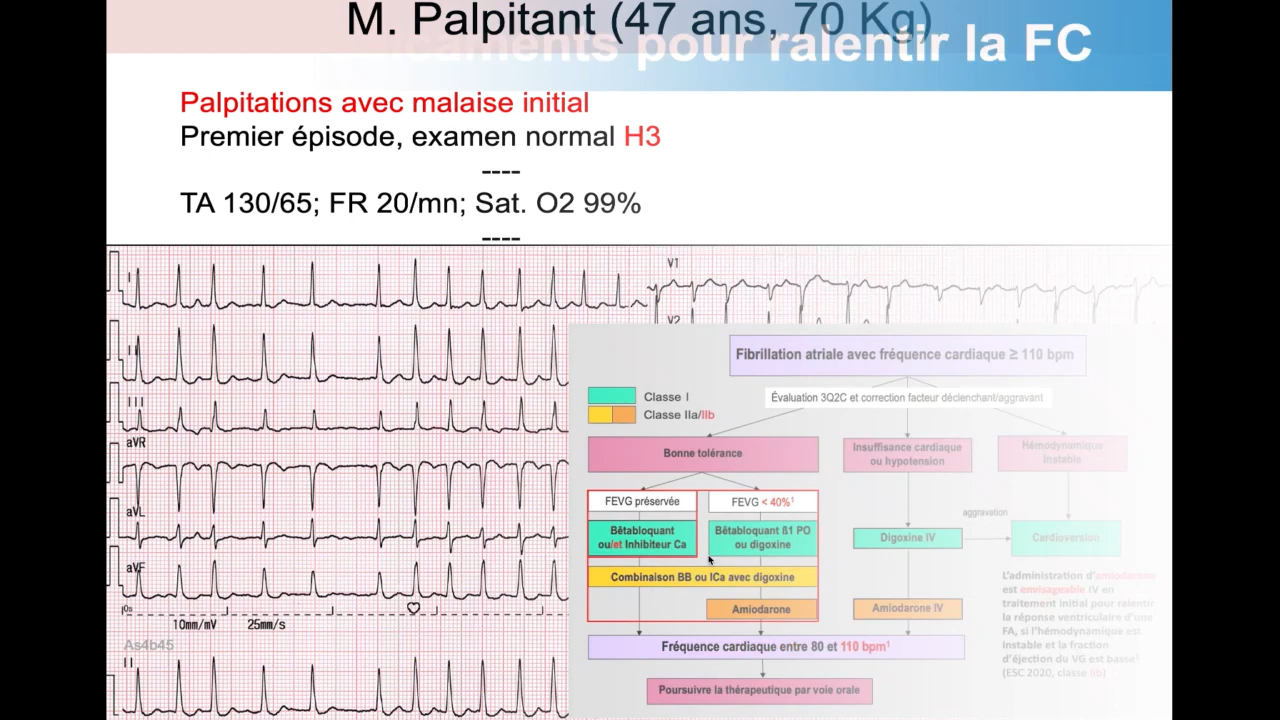 M. Palpitant (47 ans, 70 Kg)
pour ralentir la FC
Palpitations avec malaise initial
Premier épisode, examen normal H3
----
TA 130/65; FR 20/mn; Sat. O2 99%
----
I
II
III
aVR
aVL
aVF
V1
V2
0s
10mm/mV 25mm/s
As4b45
II
Fibrillation atriale avec fréquence cardiaque ≥ 110 bpm
Classe I
Classe IIa/IIb
Évaluation 3Q2C et correction facteur déclenchant/aggravant
Bonne tolérance
Insuffisance cardiaque
ou hypotension
Hémodynamique
instable
FEVG préservée
FEVG < 40%¹
Bêtabloquant
ou/et Inhibiteur Ca
Bêtabloquant ß1 PO
ou digoxine
Digoxine IV
aggravation
Cardioversion
Combinaison BB ou ICa avec digoxine
Amiodarone
Amiodarone IV
L'administration d'amiodarone
est envisageable IV en
traitement initial pour ralentir
la réponse ventriculaire d'une
FA, si l'hémodynamique est
instable et la fraction
d'éjection du VG est basse¹
(ESC 2020, classe IIb)
Fréquence cardiaque entre 80 et 110 bpm¹
Poursuivre la thérapeutique par voie orale